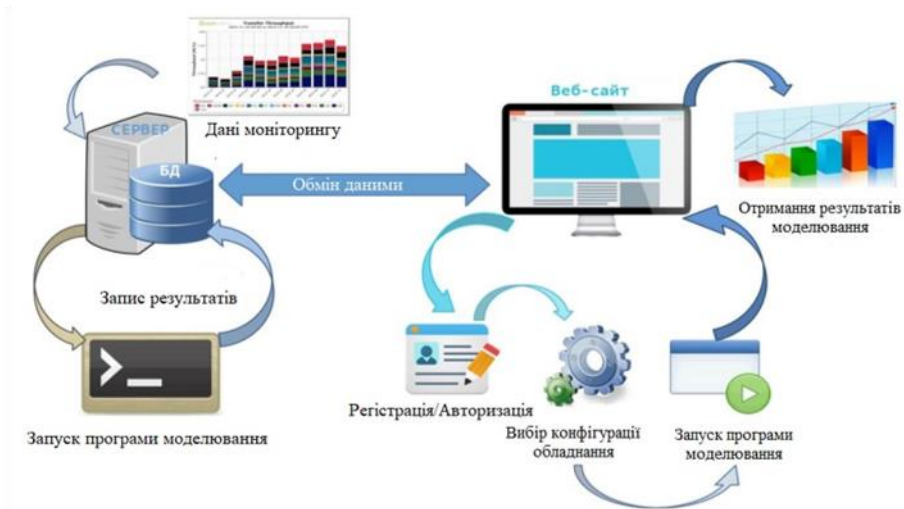 Дані моніторингу
СЕРВЕР
БД
Обмін даними
Веб-сайт
Отримання результатів
моделювання
Запис результатів
Запуск програми моделювання
Регістрація/Авторизація
Вибір конфігурації
обладнання
Запуск програми
моделювання